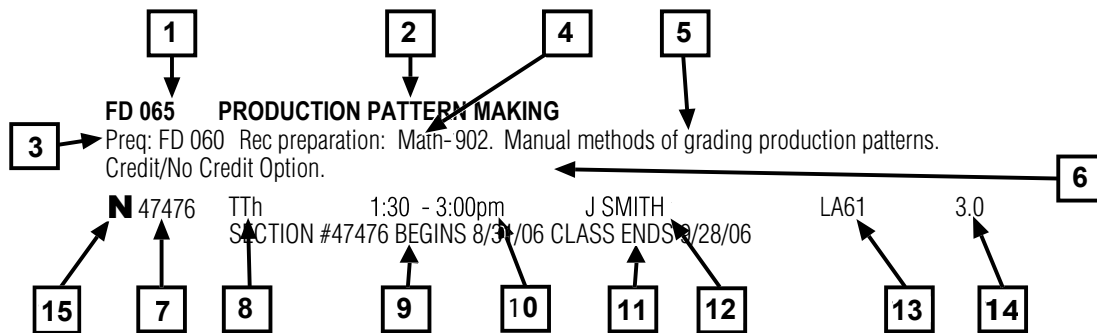 1 2 4 5
FD 065 PRODUCTION PATTERN MAKING
3 Preq: FD 060 Rec preparation: Math-902. Manual methods of grading production patterns.
Credit/No Credit Option. 6
N 47476 TTh 1:30 - 3:00pm J SMITH LA61 3.0
SECTION #47476 BEGINS 8/31/06 CLASS ENDS 9/28/06
15 7 8 9 10 11 12 13 14